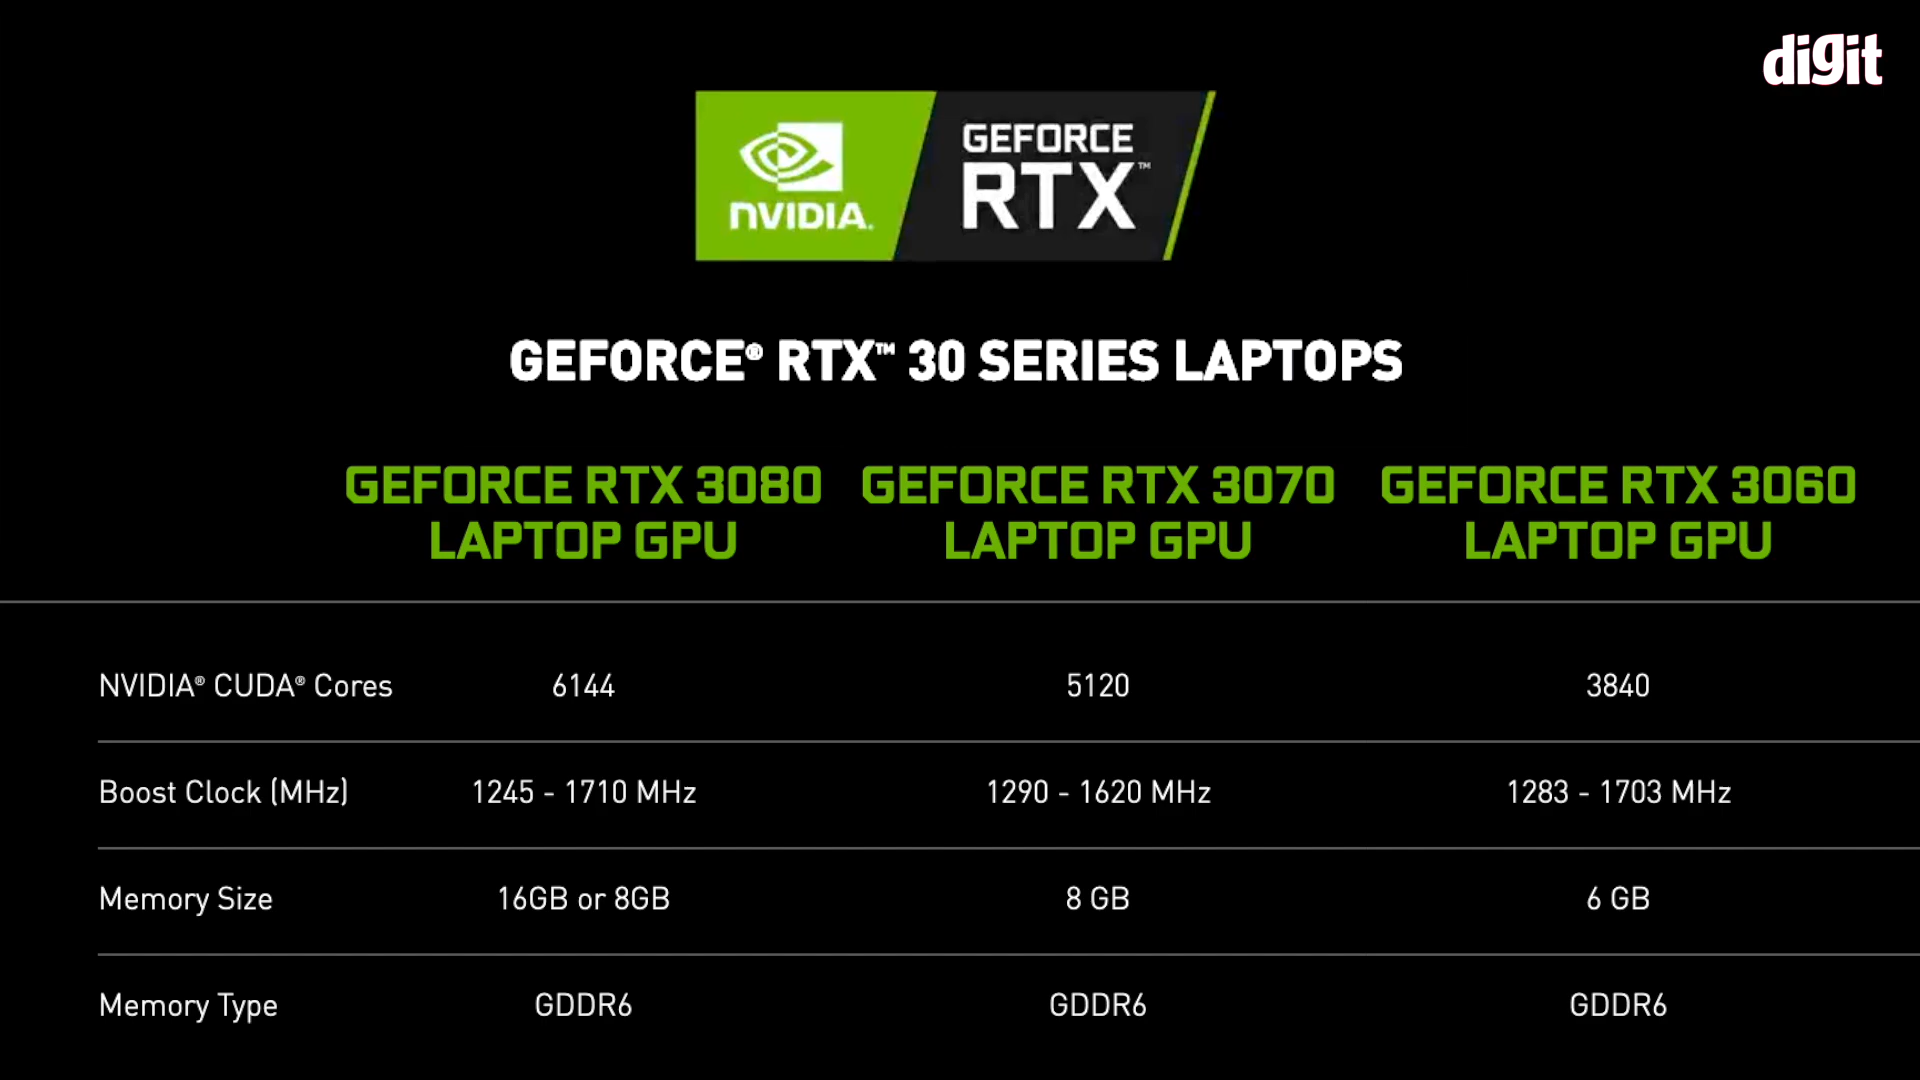 digit
NVIDIA.
GEFORCE
RTX™
GEFORCE® RTX™ 30 SERIES LAPTOPS
GEFORCE RTX 3080 GEFORCE RTX 3070 GEFORCE RTX 3060
LAPTOP GPU LAPTOP GPU LAPTOP GPU
NVIDIA® CUDA® Cores 6144 5120 3840
Boost Clock (MHz) 1245 - 1710 MHz 1290 - 1620 MHz 1283 - 1703 MHz
Memory Size 16GB or 8GB 8 GB 6 GB
Memory Type GDDR6 GDDR6 GDDR6